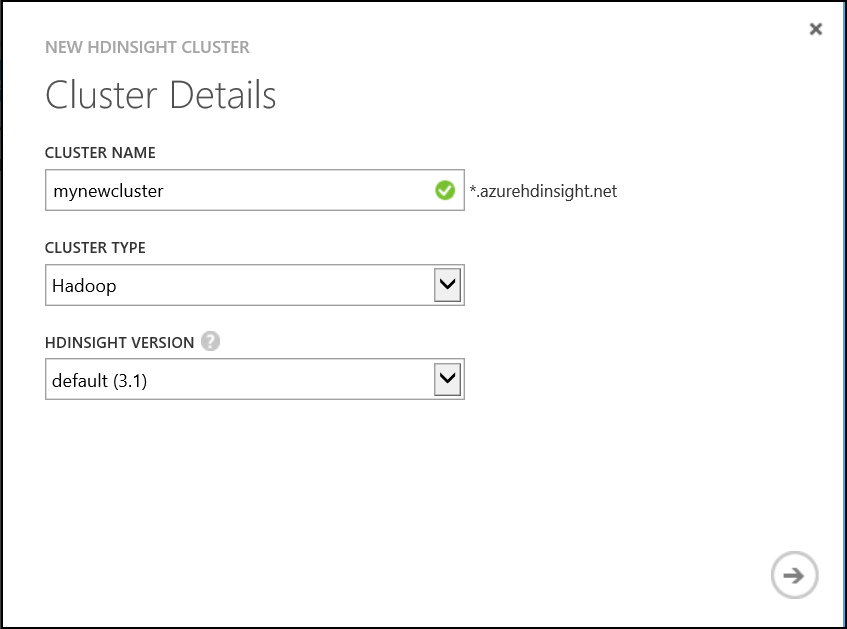 NEW HDINSIGHT CLUSTER
Cluster Details
CLUSTER NAME
mynewcluster *.azurehdinsight.net
CLUSTER TYPE
Hadoop
HDINSIGHT VERSION ?
default (3.1)